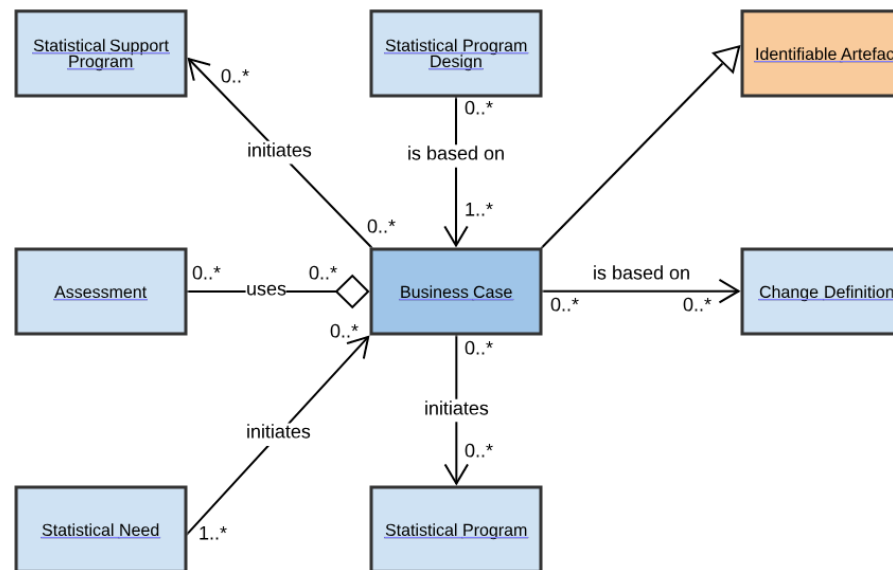 Statistical Support
Program
Statistical Program
Design
Identifiable Artefac
0..*
0..*
initiates
is based on
0..*
1..*
Assessment
0..*
uses
0..*
Business Case
is based on
0..*
0..*
Change Definition
0..*
0..*
initiates
initiates
0..*
Statistical Need
1..*
Statistical Program